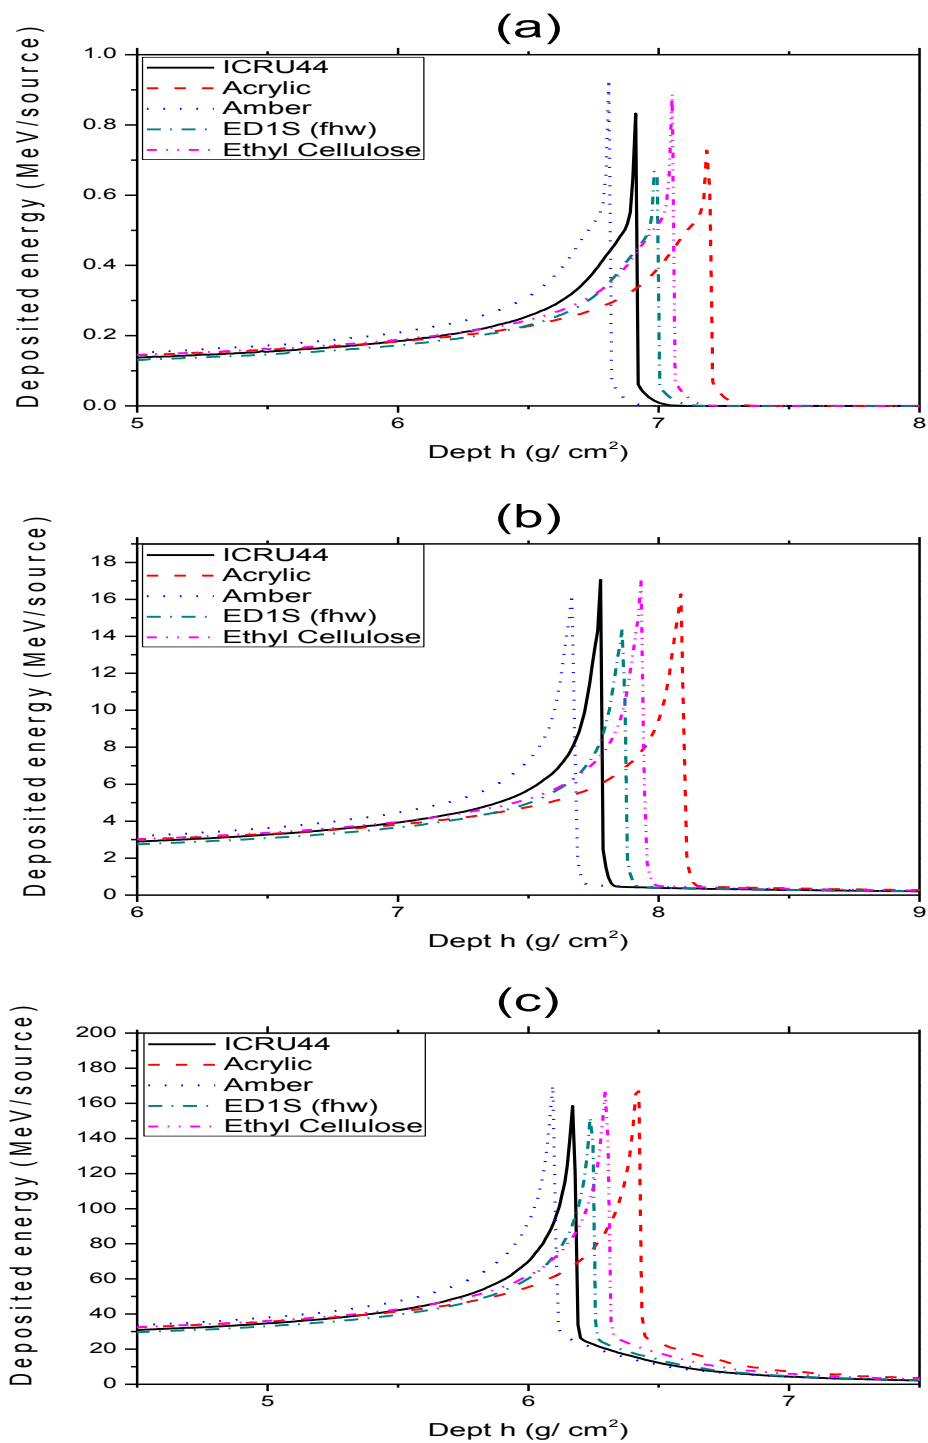 (a)
Deposited energy (MeV/source)
1.0
0.8
0.6
0.4
0.2
0.0
ICRU44
Acrylic
Amber
ED1S (fhw)
Ethyl Cellulose
5 6 7 8
Dept h (g/ cm²)
(b)
Deposited energy (MeV/source)
18
16
14
12
10
8
6
4
2
0
ICRU44
Acrylic
Amber
ED1S (fhw)
Ethyl Cellulose
6 7 8 9
Dept h (g/ cm²)
(c)
Deposited energy (MeV/source)
200
180
160
140
120
100
80
60
40
20
0
ICRU44
Acrylic
Amber
ED1S (fhw)
Ethyl Cellulose
5 6 7
Dept h (g/ cm²)